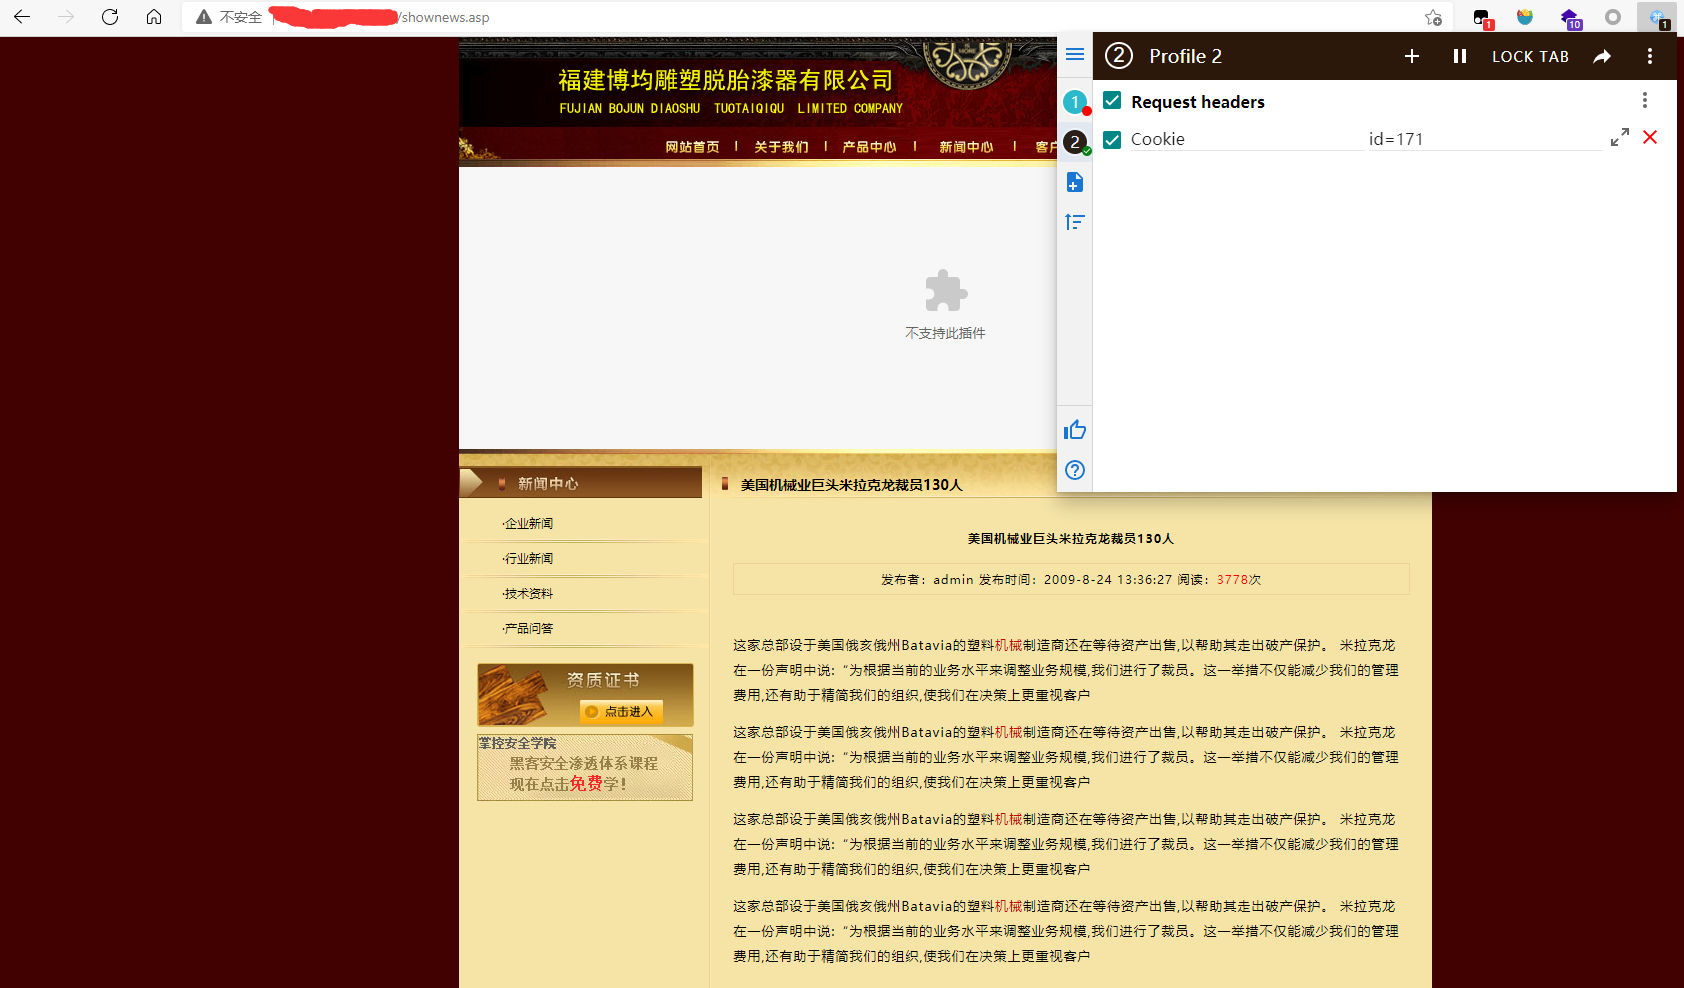 不安全
/shownews.asp
1
10
1
福建博均雕塑脱胎漆器有限公司
FUJIAN BOJUN DIAOSHU TUOTAIQIQU LIMITED COMPANY
网站首页 | 关于我们 | 产品中心 | 新闻中心 | 客户
2 Profile 2
LOCK TAB
1
Request headers
2
Cookie id=171
不支持此插件
新闻中心
·企业新闻
·行业新闻
·技术资料
·产品问答
资质证书
点击进入
掌控安全学院
黑客安全渗透体系课程
现在点击免费学！
美国机械业巨头米拉克龙裁员130人
美国机械业巨头米拉克龙裁员130人
发布者：admin 发布时间：2009-8-24 13:36:27 阅读：3778次
这家总部设于美国俄亥俄州Batavia的塑料机械制造商还在等待资产出售,以帮助其走出破产保护。 米拉克龙
在一份声明中说:“为根据当前的业务水平来调整业务规模,我们进行了裁员。这一举措不仅能减少我们的管理
费用,还有助于精简我们的组织,使我们在决策上更重视客户
这家总部设于美国俄亥俄州Batavia的塑料机械制造商还在等待资产出售,以帮助其走出破产保护。 米拉克龙
在一份声明中说:“为根据当前的业务水平来调整业务规模,我们进行了裁员。这一举措不仅能减少我们的管理
费用,还有助于精简我们的组织,使我们在决策上更重视客户
这家总部设于美国俄亥俄州Batavia的塑料机械制造商还在等待资产出售,以帮助其走出破产保护。 米拉克龙
在一份声明中说:“为根据当前的业务水平来调整业务规模,我们进行了裁员。这一举措不仅能减少我们的管理
费用,还有助于精简我们的组织,使我们在决策上更重视客户
这家总部设于美国俄亥俄州Batavia的塑料机械制造商还在等待资产出售,以帮助其走出破产保护。 米拉克龙
在一份声明中说:“为根据当前的业务水平来调整业务规模,我们进行了裁员。这一举措不仅能减少我们的管理
费用,还有助于精简我们的组织,使我们在决策上更重视客户